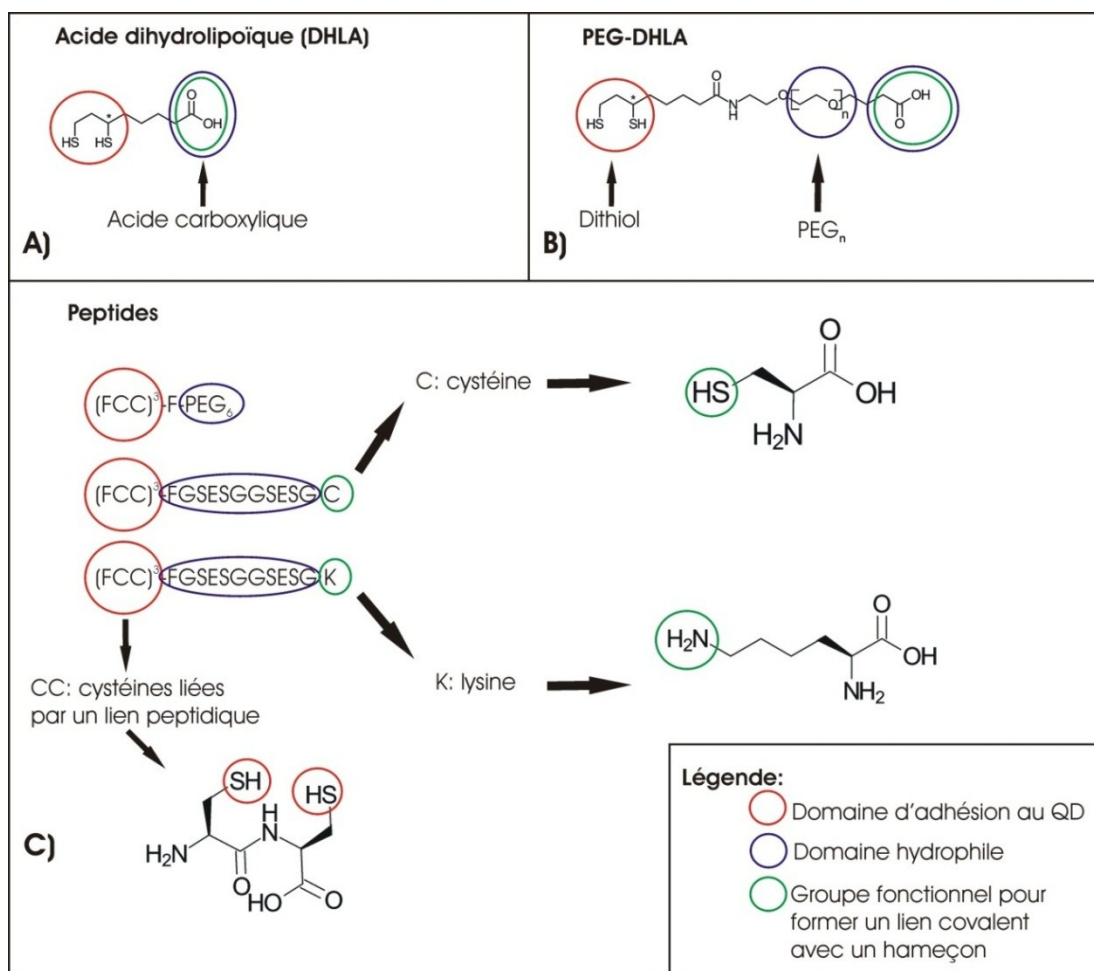 Acide dihydrolipoïque (DHLA)
O
OH
*
HS
HS
Acide carboxylique
A)
PEG-DHLA
O
N
H
O
O
n
OH
O
*
HS
SH
Dithiol
PEGn
B)
Peptides
(FCC)3-F-PEG6
(FCC)3-FGSESGGSESG C
(FCC)3-FGSESGGSESG K
C: cystéine
HS
O
OH
H2N
K: lysine
H2N
O
OH
NH2
CC: cystéines liées
par un lien peptidique
SH
HS
H
N
H2N
O
HO
O
C)
Légende:
Domaine d'adhésion au QD
Domaine hydrophile
Groupe fonctionnel pour
former un lien covalent
avec un hameçon